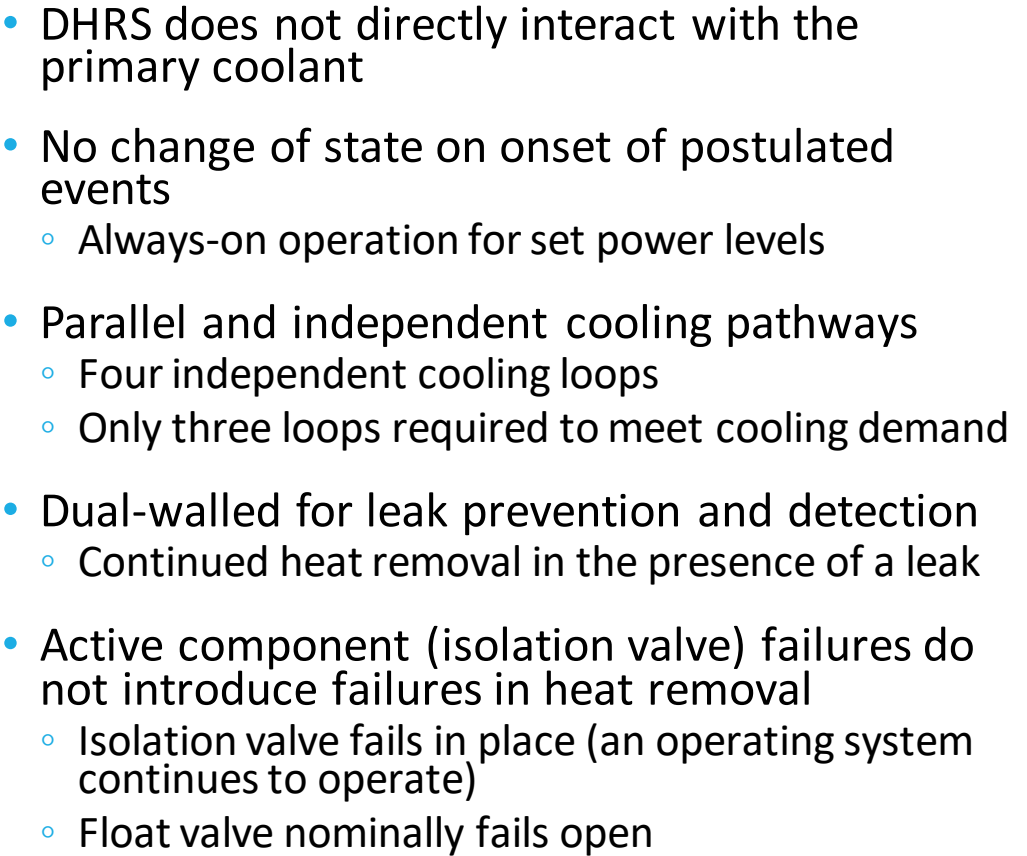 • DHRS does not directly interact with the
primary coolant
• No change of state on onset of postulated
events
◦ Always-on operation for set power levels
• Parallel and independent cooling pathways
◦ Four independent cooling loops
◦ Only three loops required to meet cooling demand
• Dual-walled for leak prevention and detection
◦ Continued heat removal in the presence of a leak
• Active component (isolation valve) failures do
not introduce failures in heat removal
◦ Isolation valve fails in place (an operating system
continues to operate)
◦ Float valve nominally fails open